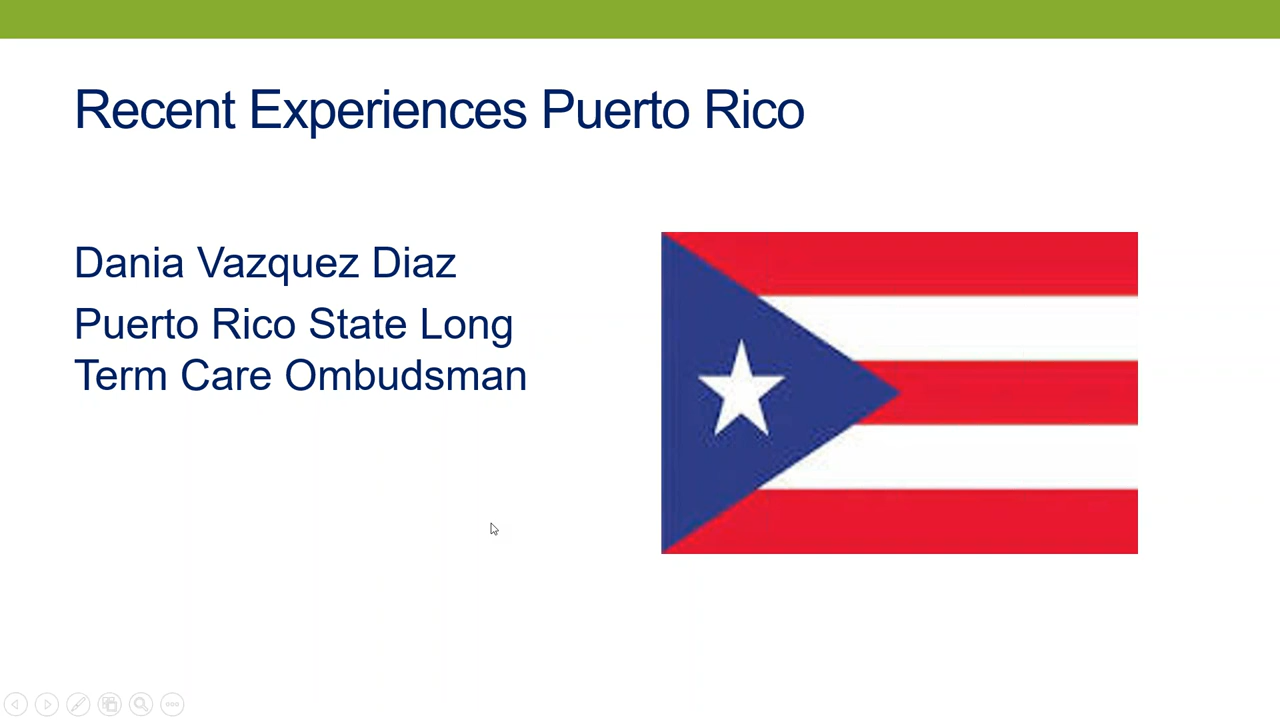 Recent Experiences Puerto Rico
Dania Vazquez Diaz
Puerto Rico State Long
Term Care Ombudsman